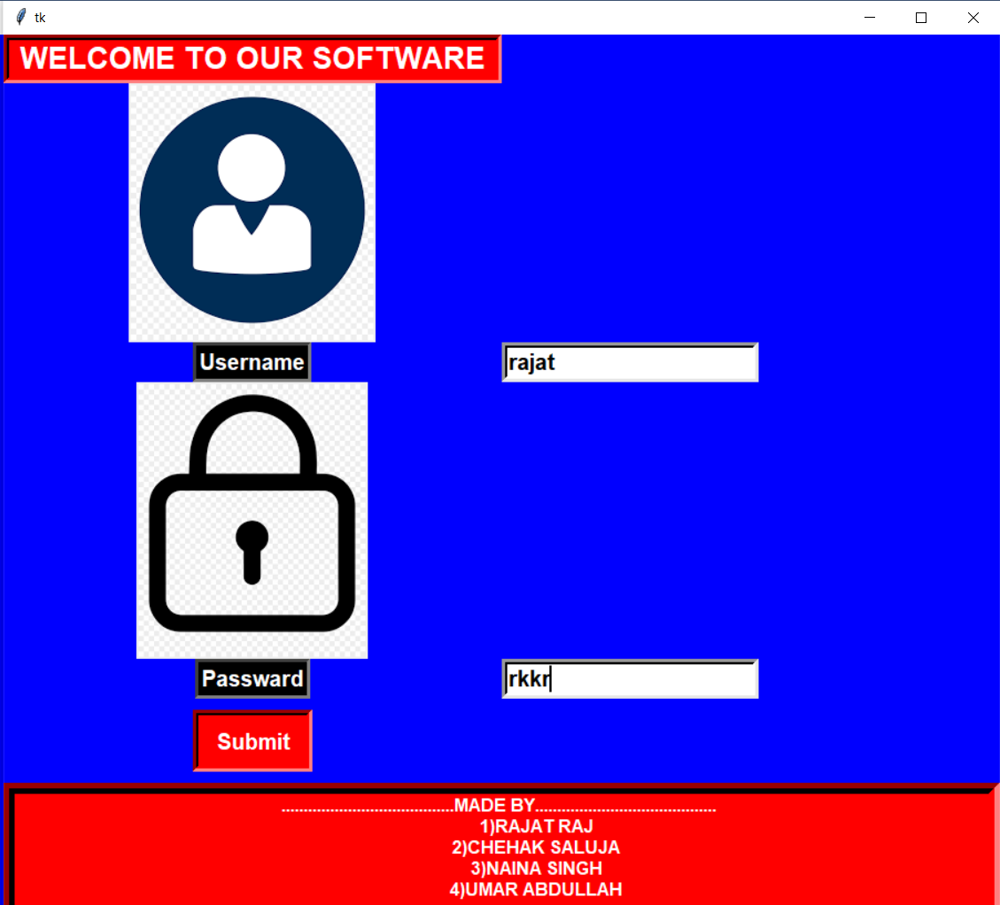 tk
WELCOME TO OUR SOFTWARE
Username
rajat
Passward
rkkr
Submit
.......................................MADE BY.........................................
1)RAJAT RAJ
2)CHEHAK SALUJA
3)NAINA SINGH
4)UMAR ABDULLAH